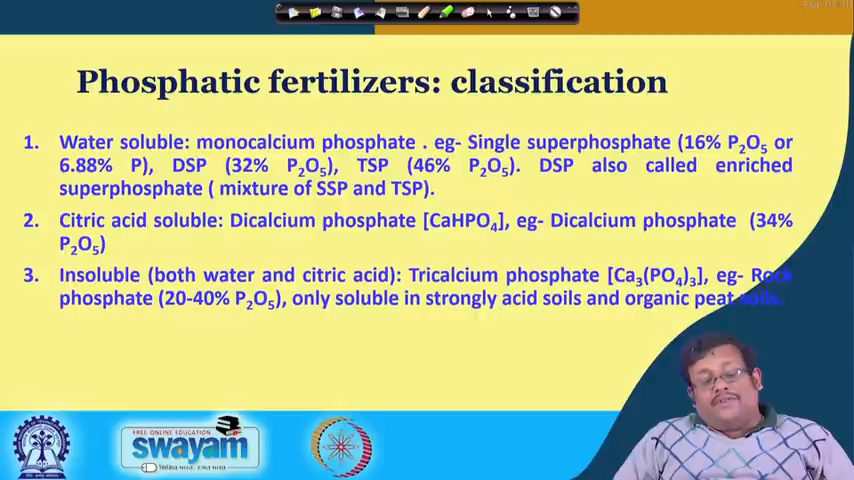 Phosphatic fertilizers: classification
1. Water soluble: monocalcium phosphate . eg- Single superphosphate (16% P2O5 or
6.88% P), DSP (32% P2O5), TSP (46% P2O5). DSP also called enriched
superphosphate ( mixture of SSP and TSP).
2. Citric acid soluble: Dicalcium phosphate [CaHPO4], eg- Dicalcium phosphate (34%
P2O5)
3. Insoluble (both water and citric acid): Tricalcium phosphate [Ca3(PO4)3], eg- Rock
phosphate (20-40% P2O5), only soluble in strongly acid soils and organic peat soils.
FREE ONLINE EDUCATION
swayam